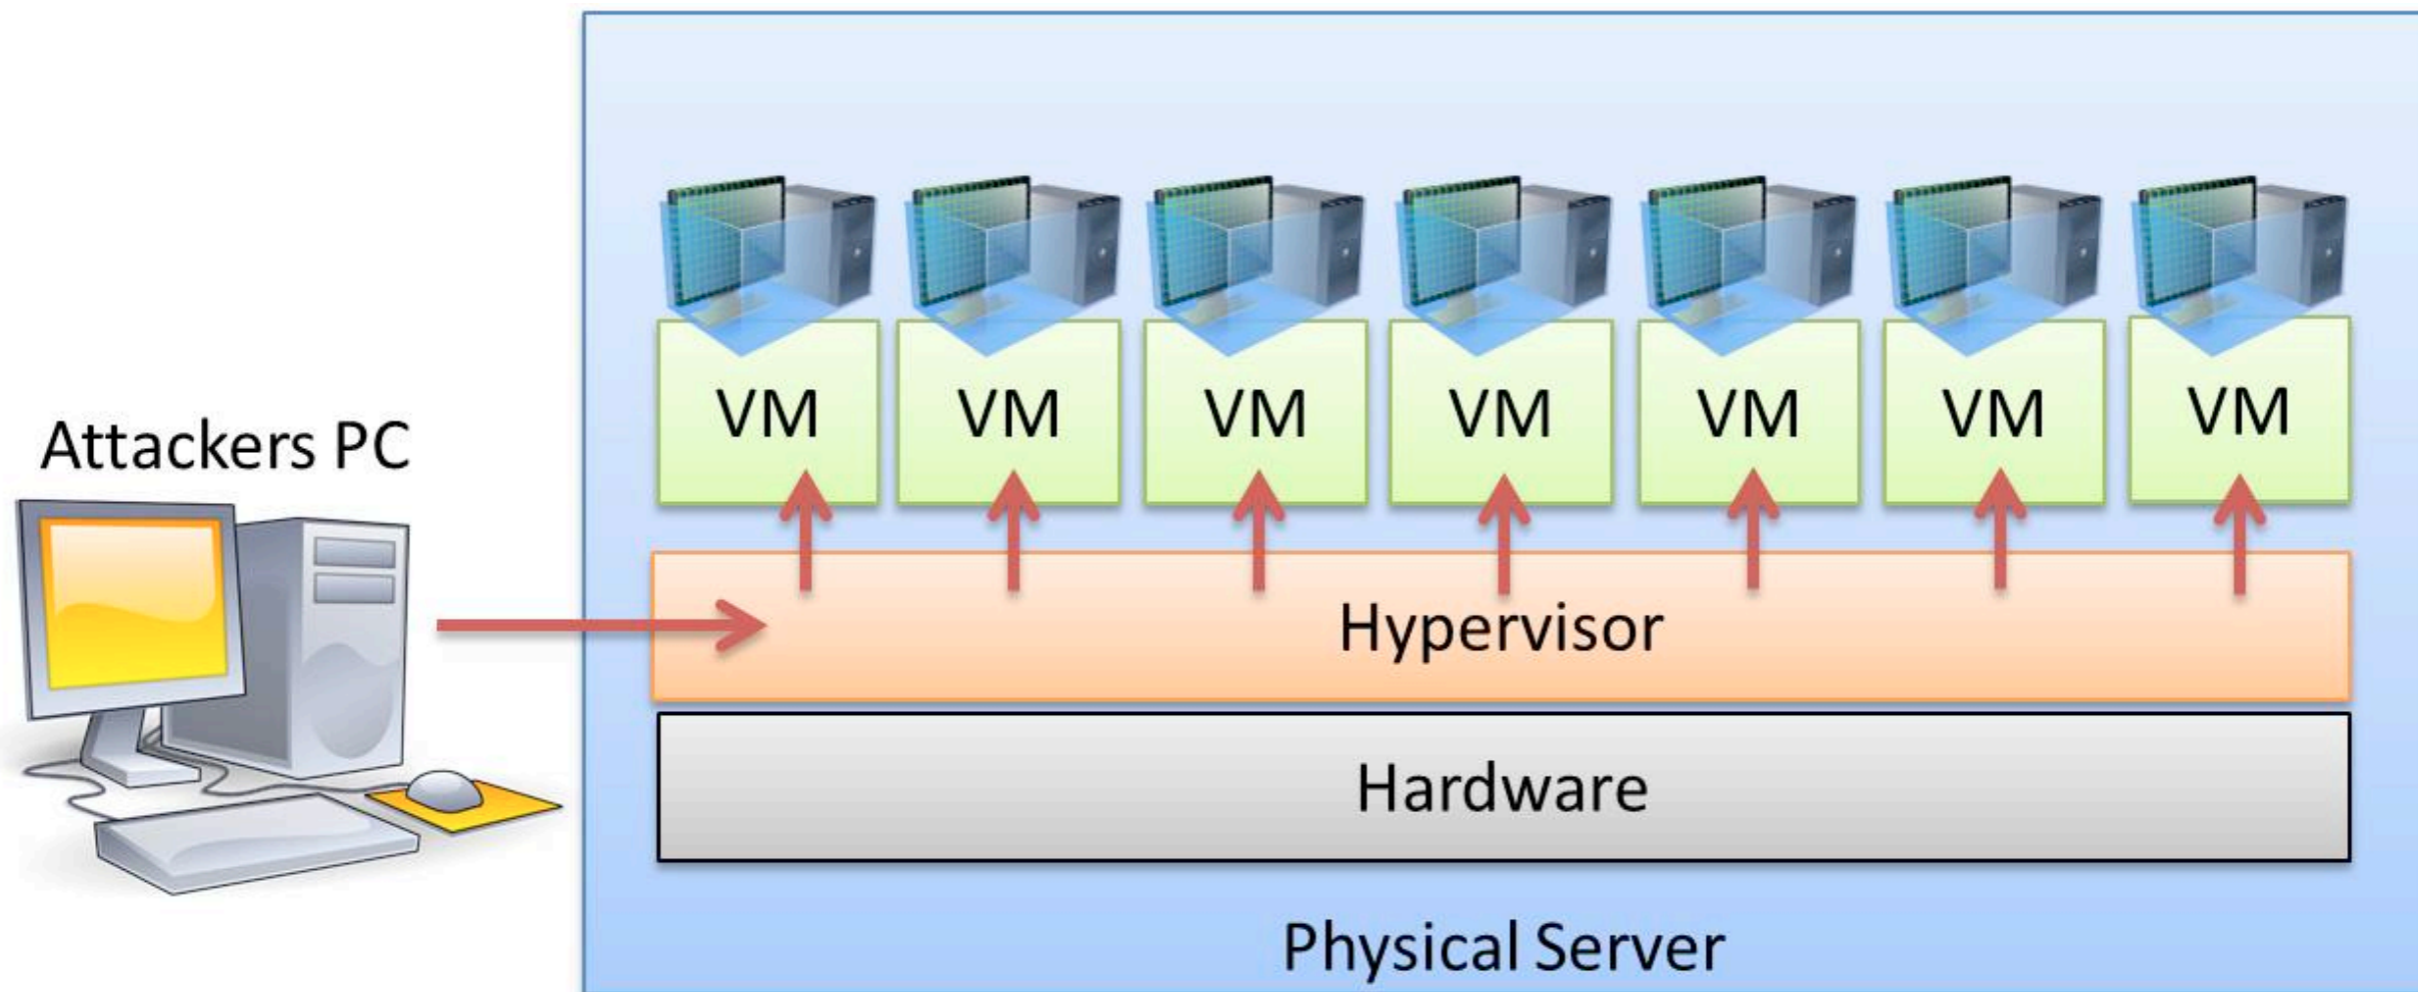 Attackers PC
VM
VM
VM
VM
VM
VM
VM
Hypervisor
Hardware
Physical Server